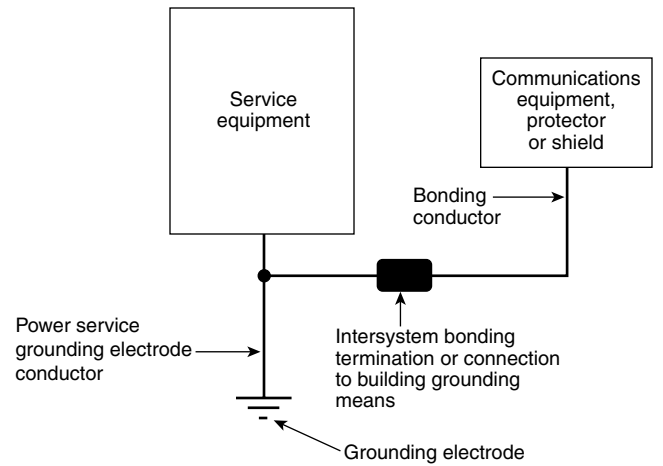 Service
equipment
Communications
equipment,
protector
or shield
Bonding
conductor
Power service
grounding electrode
conductor
Intersystem bonding
termination or connection
to building grounding
means
Grounding electrode